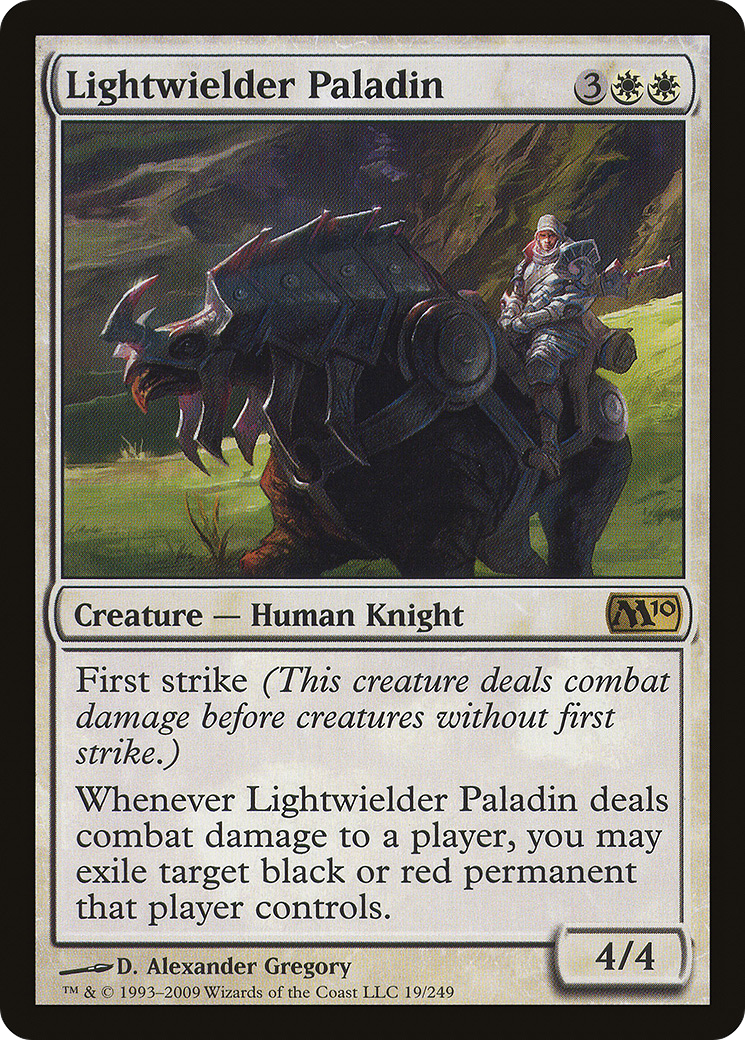 Lightwielder Paladin 3
Creature — Human Knight M10
First strike (This creature deals combat
damage before creatures without first
strike.)
Whenever Lightwielder Paladin deals
combat damage to a player, you may
exile target black or red permanent
that player controls.
4/4
D. Alexander Gregory
™ & © 1993–2009 Wizards of the Coast LLC 19/249